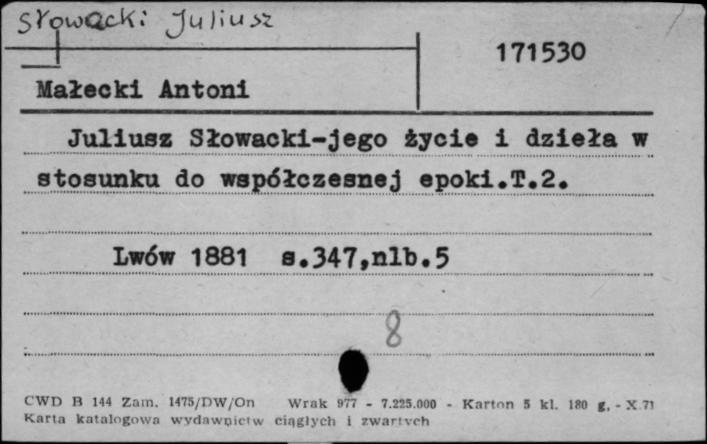 Słowacki Juliusz
171530
Małecki Antoni
Juliusz Słowacki-jego życie i dzieła w
stosunku do współczesnej epoki.T.2.
Lwów 1881 s.347,nlb.5
8
CWD B 144 Zam. 1475/DW/On Wrak 977 - 7.225.000 - Karton 5 kl. 180 g. - X.71
Karta katalogowa wydawnictw ciągłych i zwartych